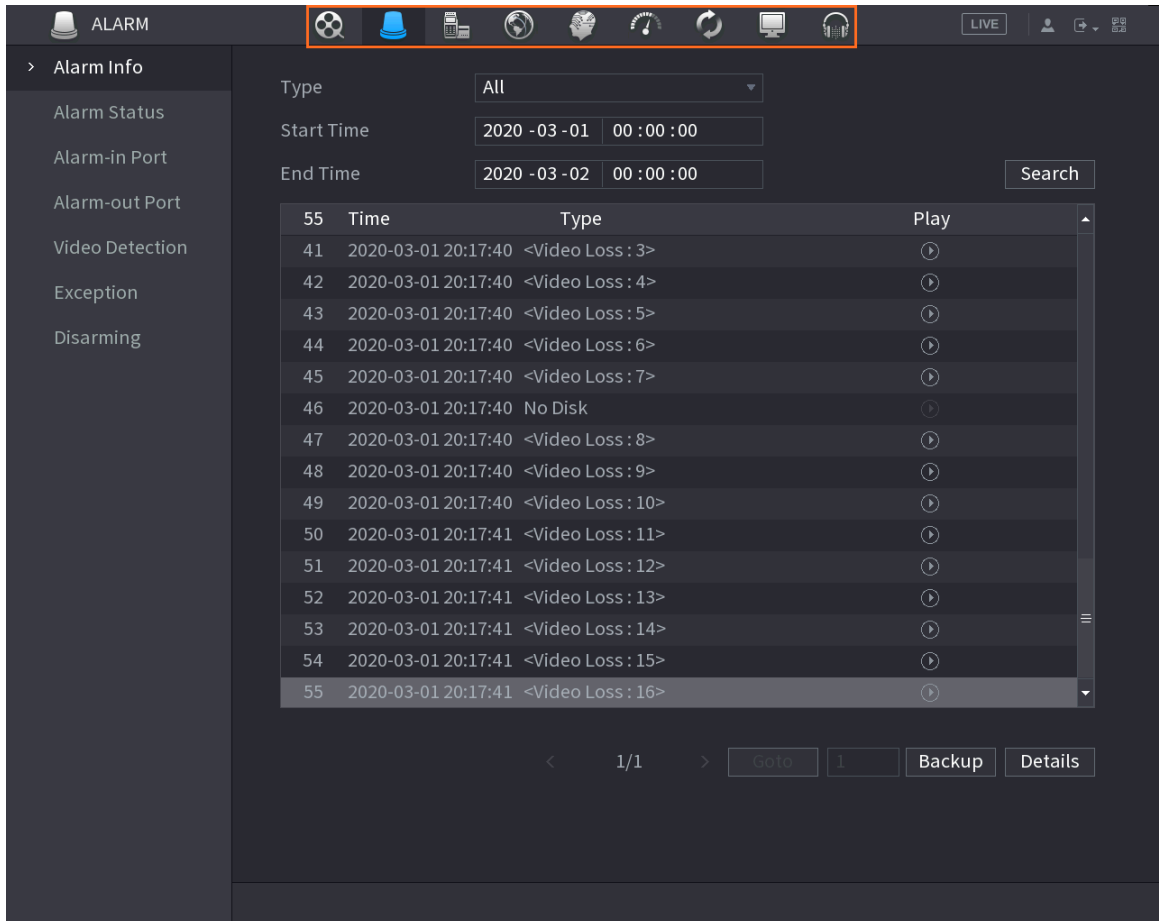 ALARM LIVE
Alarm Info
Alarm Status
Alarm-in Port
Alarm-out Port
Video Detection
Exception
Disarming
Type All
Start Time 2020 -03 -01 00 : 00 : 00
End Time 2020 -03 -02 00 : 00 : 00 Search
55 Time Type Play
41 2020-03-01 20:17:40 <Video Loss : 3>
42 2020-03-01 20:17:40 <Video Loss : 4>
43 2020-03-01 20:17:40 <Video Loss : 5>
44 2020-03-01 20:17:40 <Video Loss : 6>
45 2020-03-01 20:17:40 <Video Loss : 7>
46 2020-03-01 20:17:40 No Disk
47 2020-03-01 20:17:40 <Video Loss : 8>
48 2020-03-01 20:17:40 <Video Loss : 9>
49 2020-03-01 20:17:40 <Video Loss : 10>
50 2020-03-01 20:17:41 <Video Loss : 11>
51 2020-03-01 20:17:41 <Video Loss : 12>
52 2020-03-01 20:17:41 <Video Loss : 13>
53 2020-03-01 20:17:41 <Video Loss : 14>
54 2020-03-01 20:17:41 <Video Loss : 15>
55 2020-03-01 20:17:41 <Video Loss : 16>
< 1/1 > Goto 1 Backup Details